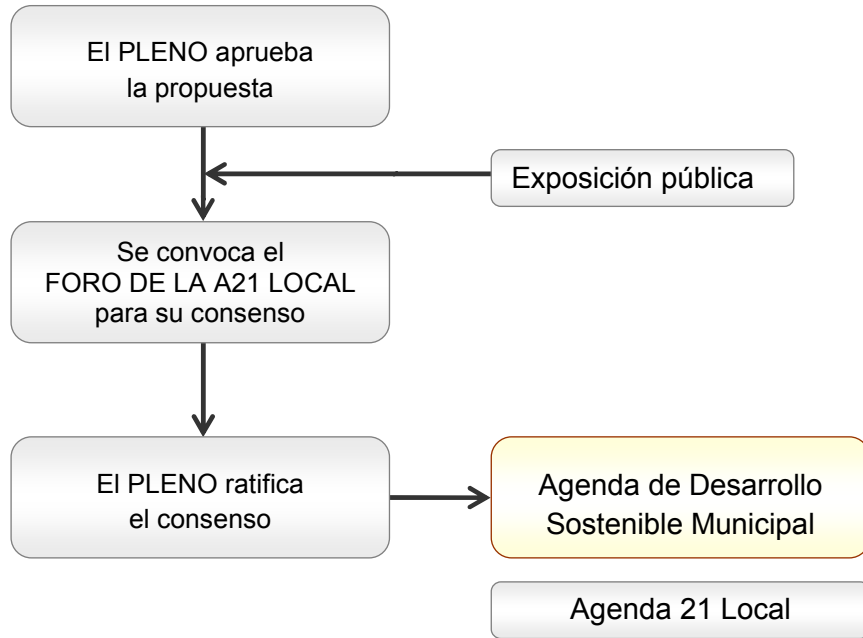 El PLENO aprueba
la propuesta
Exposición pública
Se convoca el
FORO DE LA A21 LOCAL
para su consenso
El PLENO ratifica
el consenso
Agenda de Desarrollo
Sostenible Municipal
Agenda 21 Local